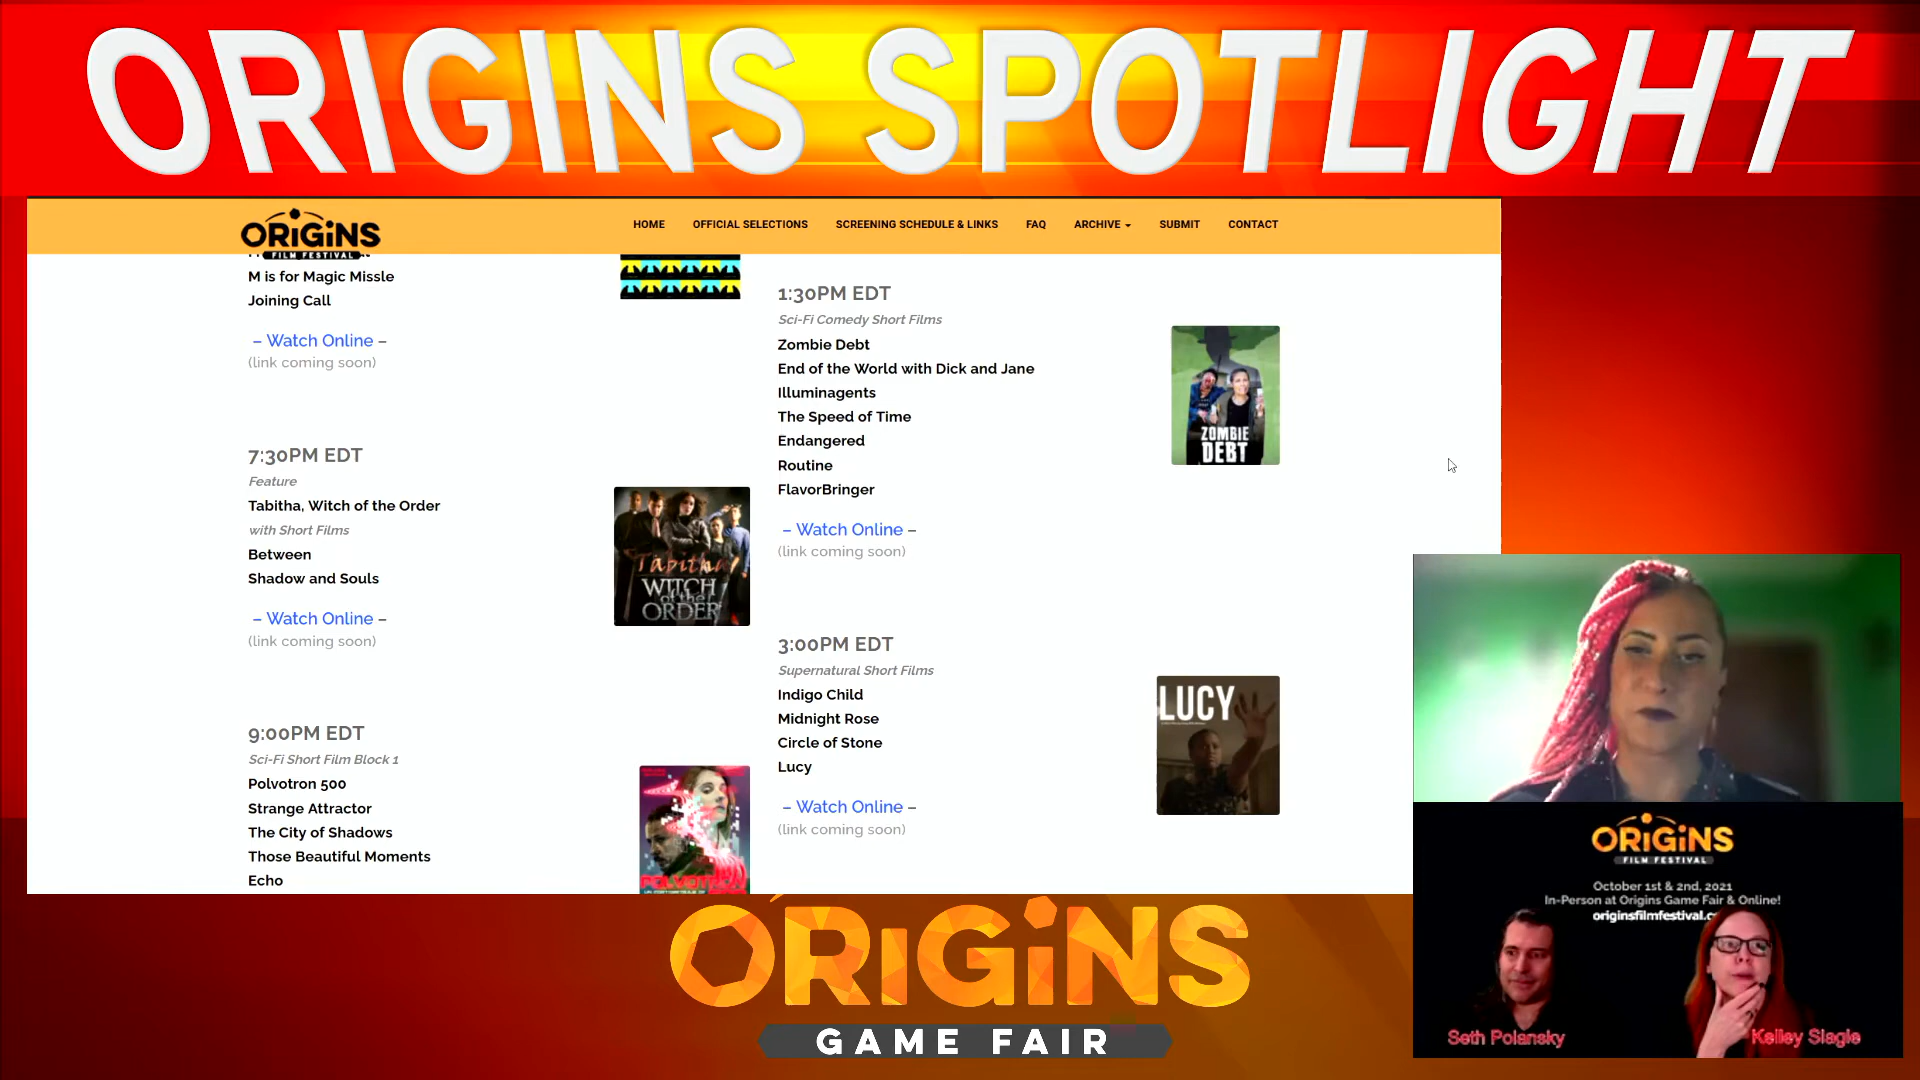 ORIGINS SPOTLIGHT
ORIGINS
FILM FESTIVAL
HOME
OFFICIAL SELECTIONS
SCREENING SCHEDULE & LINKS
FAQ
ARCHIVE
SUBMIT
CONTACT
M is for Magic Missle
Joining Call
– Watch Online –
(link coming soon)
7:30PM EDT
Feature
Tabitha, Witch of the Order
with Short Films
Between
Shadow and Souls
– Watch Online –
(link coming soon)
Tabitha
WITCH
of the
ORDER
9:00PM EDT
Sci-Fi Short Film Block 1
Polvotron 500
Strange Attractor
The City of Shadows
Those Beautiful Moments
Echo
1:30PM EDT
Sci-Fi Comedy Short Films
Zombie Debt
End of the World with Dick and Jane
Illuminagents
The Speed of Time
Endangered
Routine
FlavorBringer
– Watch Online –
(link coming soon)
ZOMBIE
DEBT
3:00PM EDT
Supernatural Short Films
Indigo Child
Midnight Rose
Circle of Stone
Lucy
– Watch Online –
(link coming soon)
LUCY
ORIGINS
FILM FESTIVAL
October 1st & 2nd, 2021
In-Person at Origins Game Fair & Online!
originsfilmfestival.c
Seth Polansky
Kelley Slagle
ORIGINS
GAME FAIR